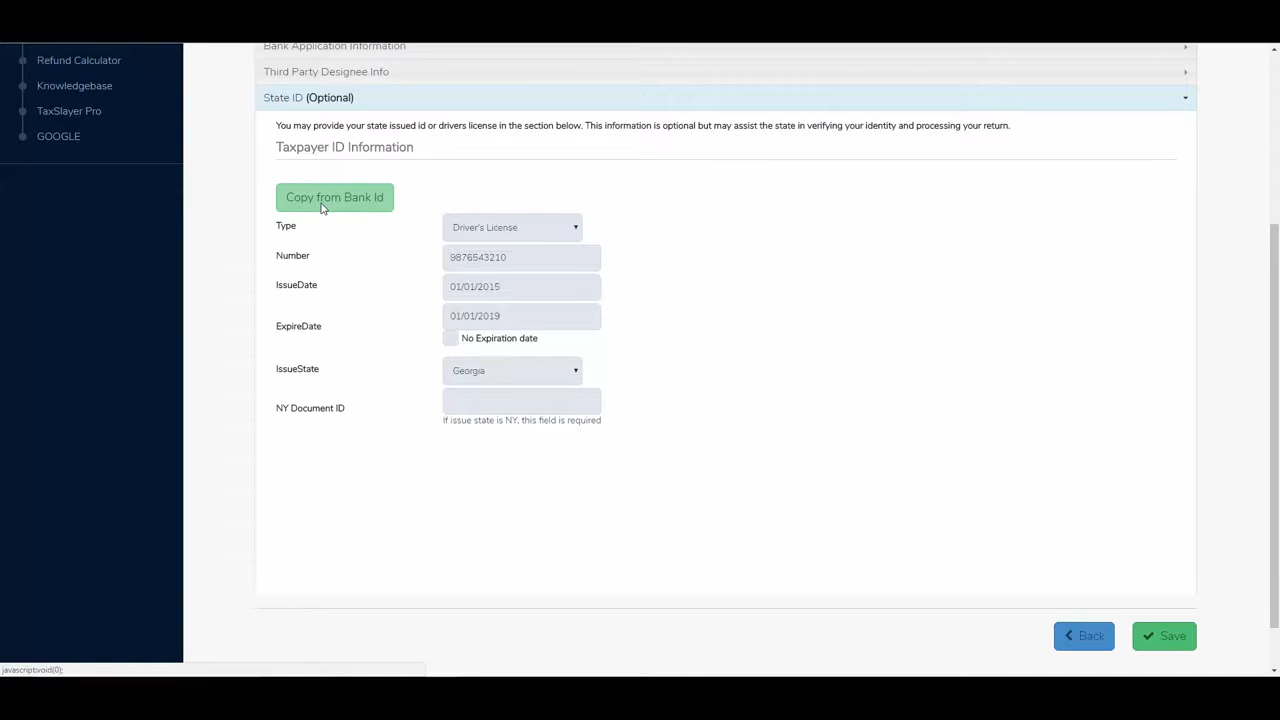 Bank Application Information
Refund Calculator
Third Party Designee Info
Knowledgebase
State ID (Optional)
TaxSlayer Pro
GOOGLE
You may provide your state issued id or drivers license in the section below. This information is optional but may assist the state in verifying your identity and processing your return.
Taxpayer ID Information
Copy from Bank Id
Type
Driver's License
Number
9876543210
IssueDate
01/01/2015
ExpireDate
01/01/2019
No Expiration date
IssueState
Georgia
NY Document ID
If issue state is NY, this field is required
Back
Save
javascript:void(0);